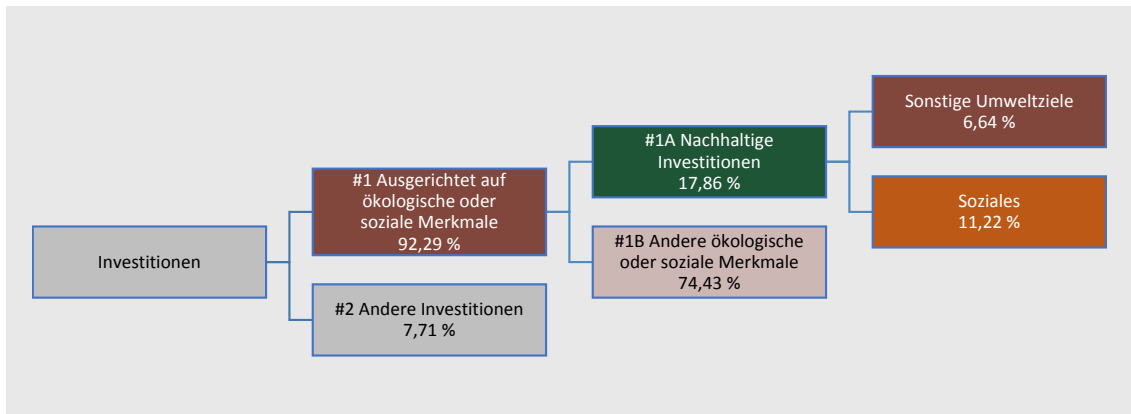 Investitionen
#1 Ausgerichtet auf
ökologische oder
soziale Merkmale
92,29 %
#2 Andere Investitionen
7,71 %
#1A Nachhaltige
Investitionen
17,86 %
#1B Andere ökologische
oder soziale Merkmale
74,43 %
Sonstige Umweltziele
6,64 %
Soziales
11,22 %